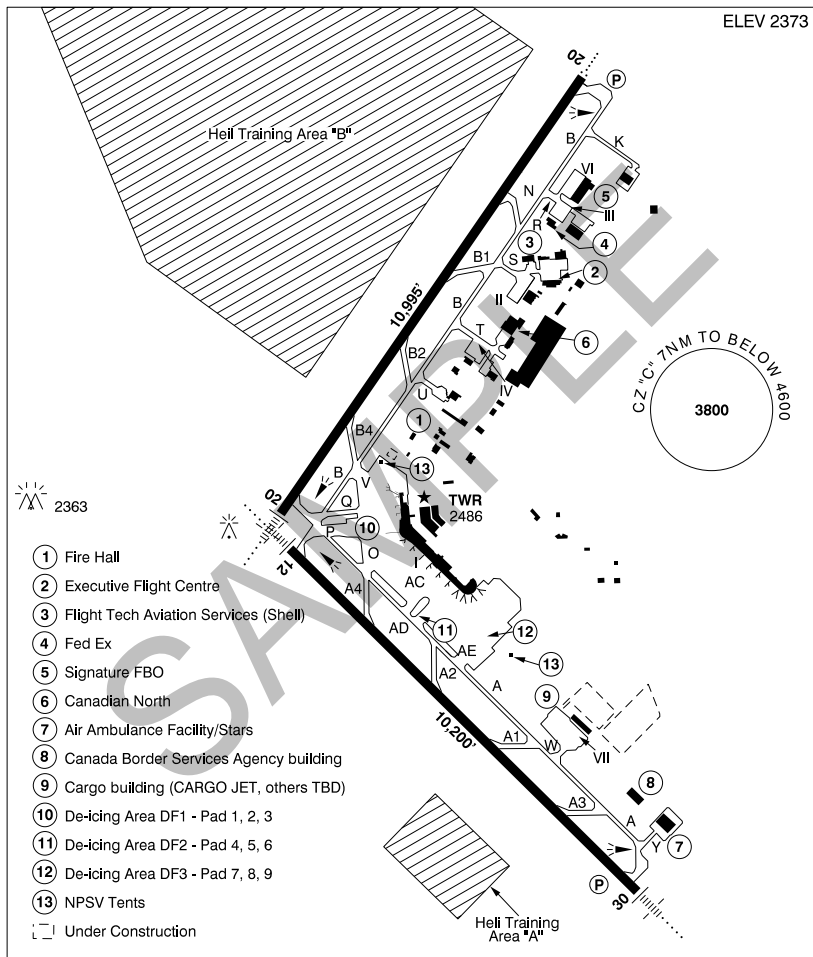 ELEV 2373
20
P
Heli Training Area "B"
B
K
VI
5
N
III
R
3
4
B1
S
2
10,995'
B
II
T
6
B2
IV
CZ "C" 7NM TO BELOW 4600
3800
U
1
B4
13
B
V
TWR
2486
02
Q
2363
P
10
12
O
I
AC
A4
11
12
AD
AE
13
A2
A
9
10,200'
A1
W
VII
A3
8
A
Y
7
P
30
Heli Training
Area "A"
1 Fire Hall
2 Executive Flight Centre
3 Flight Tech Aviation Services (Shell)
4 Fed Ex
5 Signature FBO
6 Canadian North
7 Air Ambulance Facility/Stars
8 Canada Border Services Agency building
9 Cargo building (CARGO JET, others TBD)
10 De-icing Area DF1 - Pad 1, 2, 3
11 De-icing Area DF2 - Pad 4, 5, 6
12 De-icing Area DF3 - Pad 7, 8, 9
13 NPSV Tents
Under Construction
SAMPLE